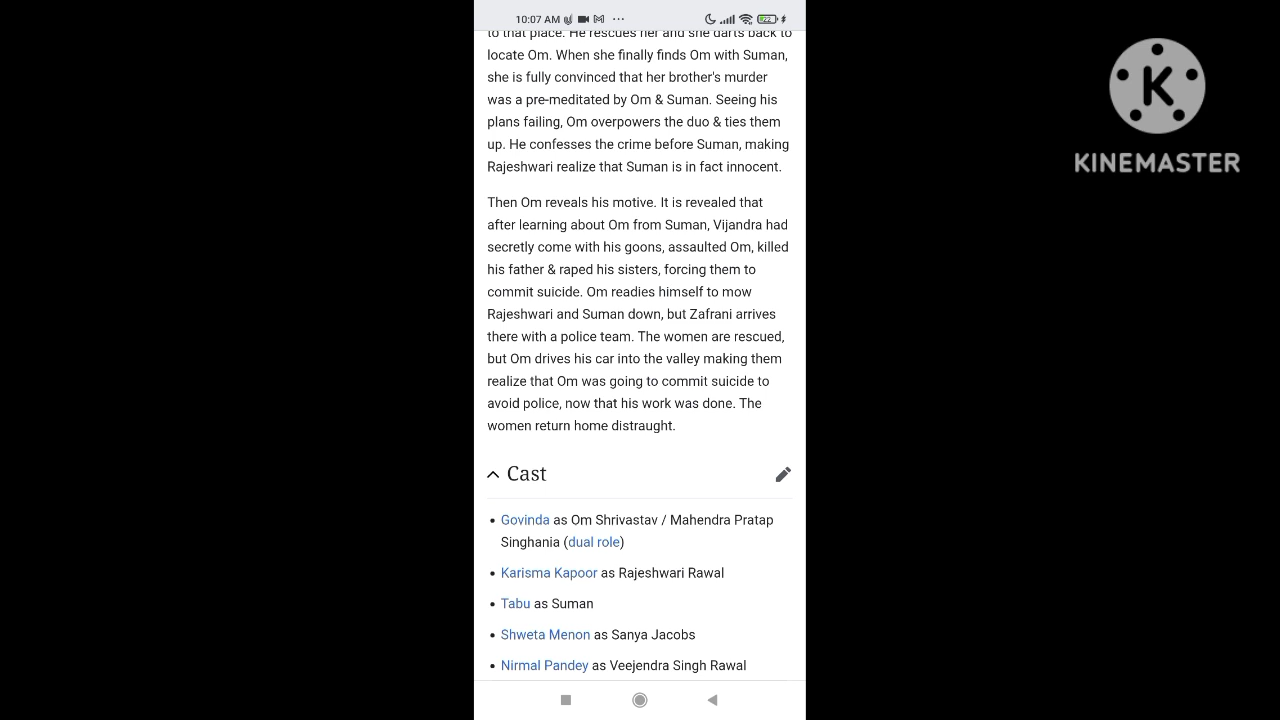 10:07 AM
22
to that place. He rescues her and she darts back to
locate Om. When she finally finds Om with Suman,
she is fully convinced that her brother's murder
was a pre-meditated by Om & Suman. Seeing his
plans failing, Om overpowers the duo & ties them
up. He confesses the crime before Suman, making
Rajeshwari realize that Suman is in fact innocent.
Then Om reveals his motive. It is revealed that
after learning about Om from Suman, Vijandra had
secretly come with his goons, assaulted Om, killed
his father & raped his sisters, forcing them to
commit suicide. Om readies himself to mow
Rajeshwari and Suman down, but Zafrani arrives
there with a police team. The women are rescued,
but Om drives his car into the valley making them
realize that Om was going to commit suicide to
avoid police, now that his work was done. The
women return home distraught.
Cast
• Govinda as Om Shrivastav / Mahendra Pratap
Singhania (dual role)
• Karisma Kapoor as Rajeshwari Rawal
• Tabu as Suman
• Shweta Menon as Sanya Jacobs
• Nirmal Pandey as Veejendra Singh Rawal
K
KINEMASTER